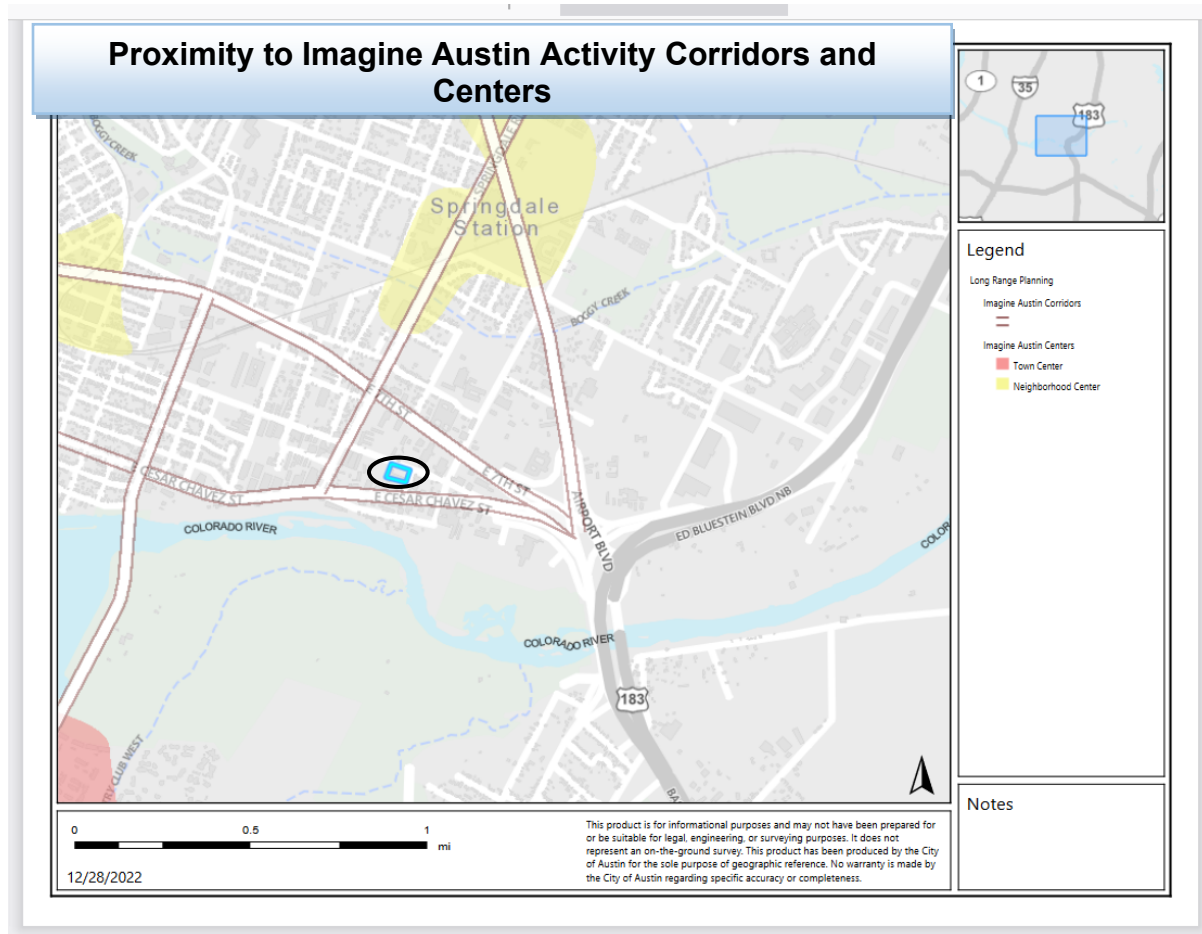 Proximity to Imagine Austin Activity Corridors and
Centers
1
35
183
BOGGY CREEK
SPRINGDALE R
Springdale
Station
BOGGY CREEK
E 7TH ST
E 7TH ST
CESAR CHAVEZ ST
E CESAR CHAVEZ ST
AIRPORT BLVD
ED BLUESTEIN BLVD NB
COLORADO RIVER
COLOR
COLORADO RIVER
183
TRY CLUB WEST
BA
Legend
Long Range Planning
Imagine Austin Corridors
Imagine Austin Centers
Town Center
Neighborhood Center
Notes
0
0.5
1
mi
12/28/2022
This product is for informational purposes and may not have been prepared for
or be suitable for legal, engineering, or surveying purposes. It does not
represent an on-the-ground survey. This product has been produced by the City
of Austin for the sole purpose of geographic reference. No warranty is made by
the City of Austin regarding specific accuracy or completeness.